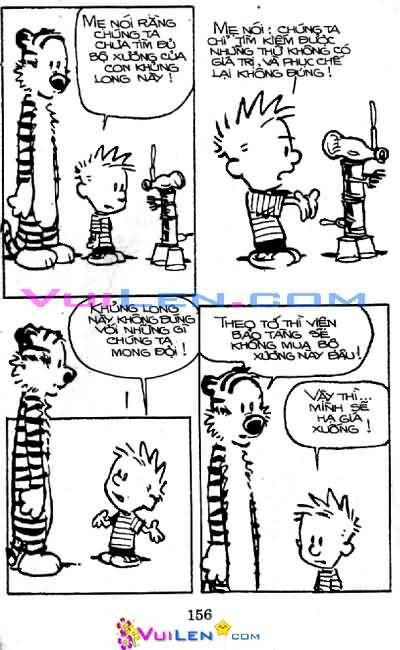 MẸ NÓI RẰNG
CHÚNG TA
CHƯA TÌM ĐỦ
BỘ XƯƠNG CỦA
CON KHỦNG
LONG NÀY !
MẸ NÓI : CHÚNG TA
CHỈ TÌM KIẾM ĐƯỢC
NHỮNG THỨ KHÔNG CÓ
GIÁ TRỊ, VÀ PHỤC CHẾ
LẠI KHÔNG ĐÚNG !
VUILEN.COM
KHỦNG LONG
NÀY KHÔNG ĐÚNG
VỚI NHỮNG GÌ
CHÚNG TA
MONG ĐỢI !
THEO TỚ THÌ VIỆN
BẢO TÀNG SẼ
KHÔNG MUA BỘ
XƯƠNG NÀY ĐÂU !
VẬY THÌ...
MÌNH SẼ
HẠ GIÁ
XUỐNG !
156
VUILEN.COM